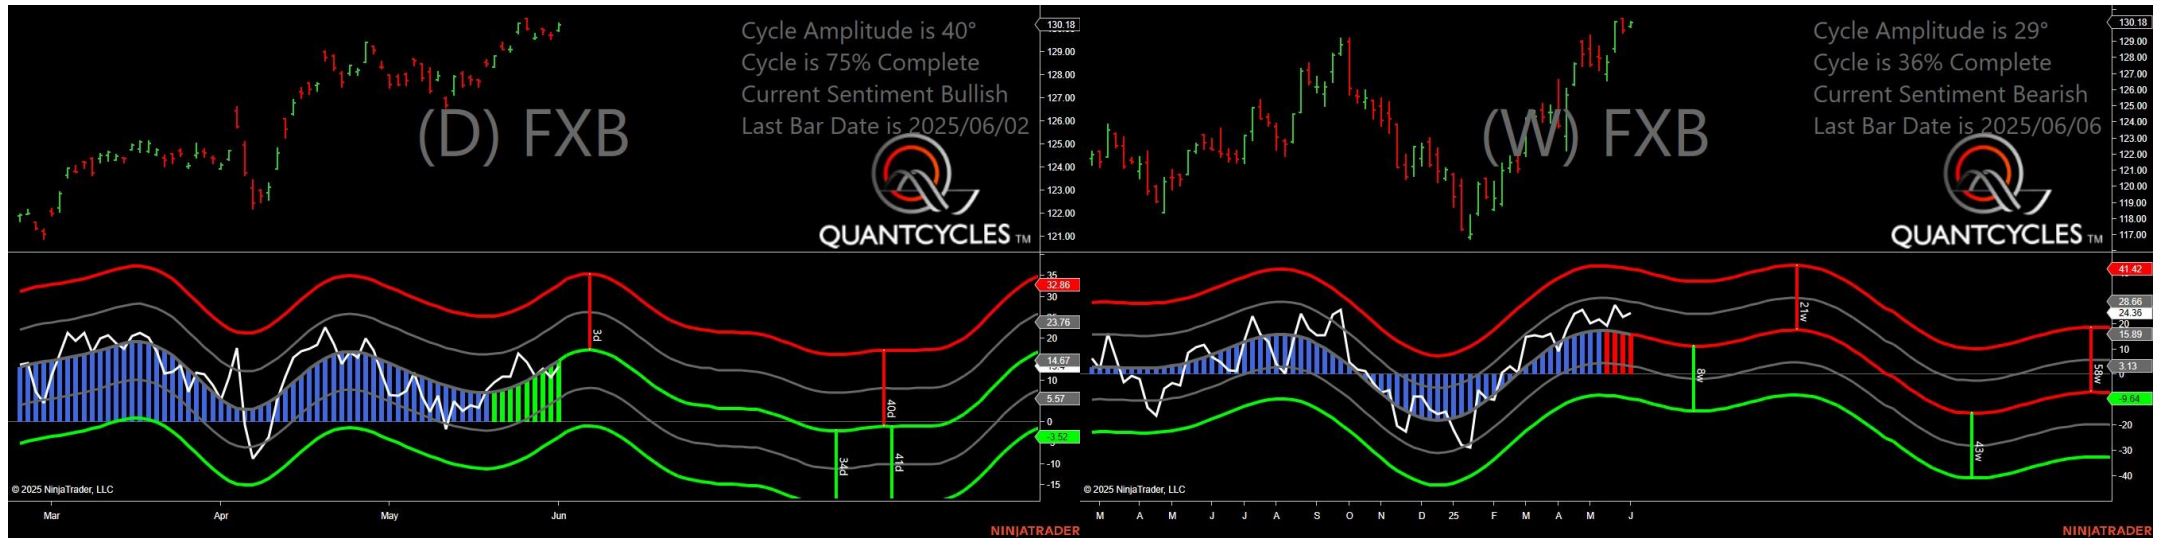 Cycle Amplitude is 40°
Cycle is 75% Complete
Current Sentiment Bullish
Last Bar Date is 2025/06/02
(D) FXB
QUANTCYCLES TM
130.18
129.00
128.00
127.00
126.00
125.00
124.00
123.00
122.00
121.00
35
32.86
30
23.76
20
14.67
10
5.57
0
-3.52
-10
-15
3d
40d
34d
41d
© 2025 NinjaTrader, LLC
Mar Apr May Jun
NINJATRADER
Cycle Amplitude is 29°
Cycle is 36% Complete
Current Sentiment Bearish
Last Bar Date is 2025/06/06
(W) FXB
QUANTCYCLES TM
130.18
129.00
128.00
127.00
126.00
125.00
124.00
123.00
122.00
121.00
120.00
119.00
118.00
117.00
41.42
28.66
24.36
20
15.89
10
3.13
0
-9.64
-20
-30
-40
21w
8w
58w
43w
© 2025 NinjaTrader, LLC
M A M J J A S O N D 25 F M A M J
NINJATRADER